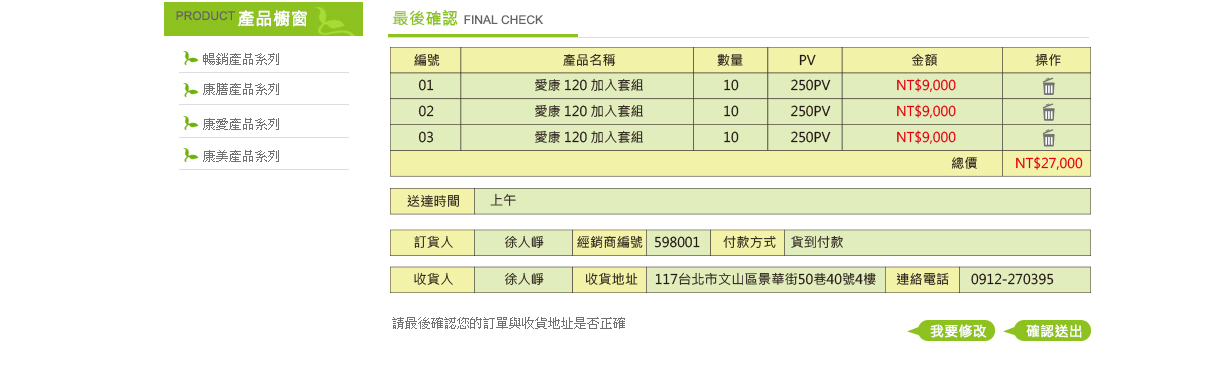 PRODUCT 產品櫥窗
暢銷產品系列
康膳產品系列
康愛產品系列
康美產品系列
最後確認 FINAL CHECK
編號 產品名稱 數量 PV 金額 操作
01 愛康 120 加入套組 10 250PV NT$9,000
02 愛康 120 加入套組 10 250PV NT$9,000
03 愛康 120 加入套組 10 250PV NT$9,000
總價 NT$27,000
送達時間 上午
訂貨人 徐人崢 經銷商編號 598001 付款方式 貨到付款
收貨人 徐人崢 收貨地址 117台北市文山區景華街50巷40號4樓 連絡電話 0912-270395
請最後確認您的訂單與收貨地址是否正確
我要修改 確認送出